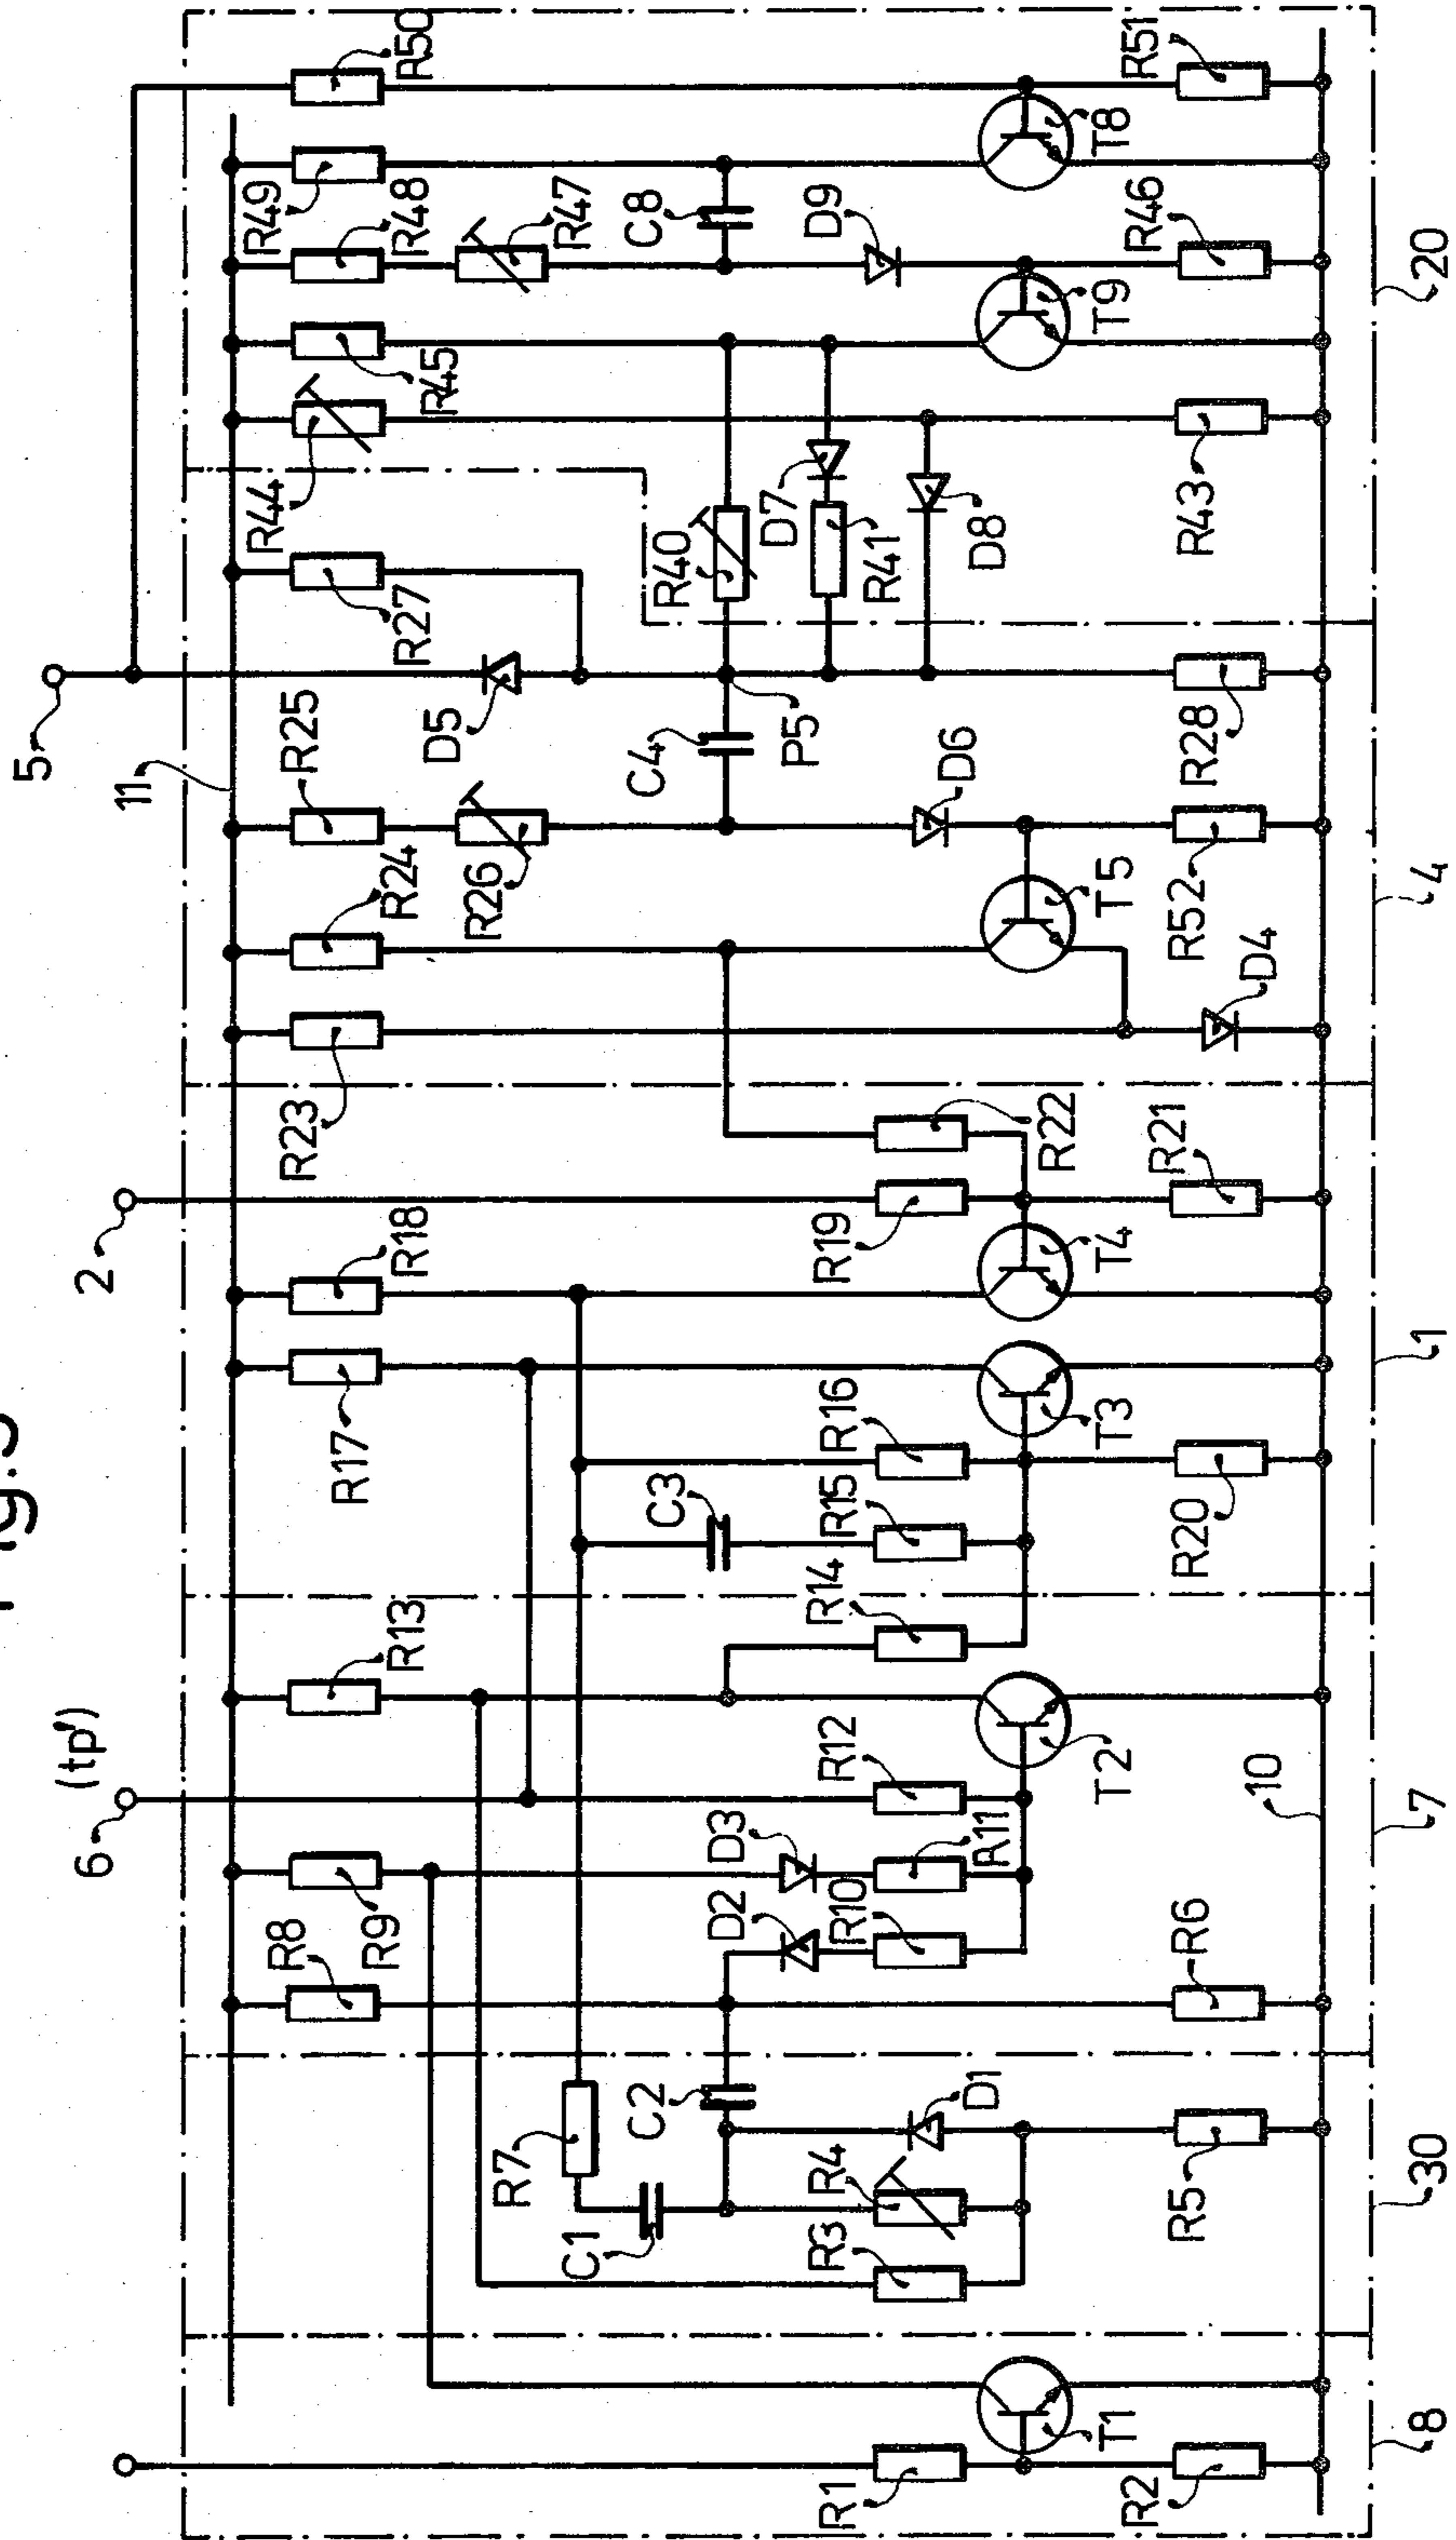 Fig.3
5
2
6
(tp')
11
R50
R49
R48
R47
R45
R44
R27
R25
R24
R26
R23
R18
R17
R13
R9
R8
R7
C8
D9
T8
T9
R51
R46
R43
R40
D7
R41
D8
D5
C4
P5
D6
T5
R28
R52
D4
R22
R19
R21
T4
T3
R16
R15
R14
C3
R20
R12
T2
D3
R11
D2
R10
R6
10
C2
C1
D1
R4
R3
R5
T1
R1
R2
20
4
1
7
30
8